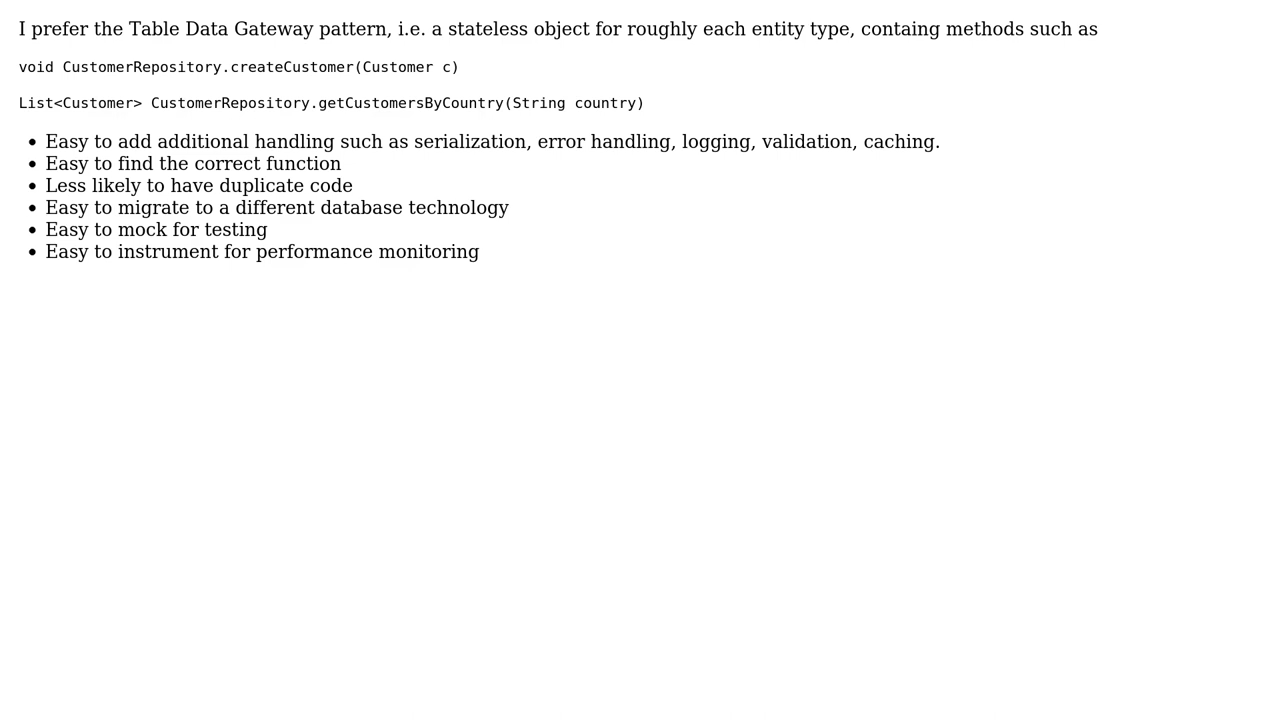 I prefer the Table Data Gateway pattern, i.e. a stateless object for roughly each entity type, containg methods such as
void CustomerRepository.createCustomer(Customer c)
List<Customer> CustomerRepository.getCustomersByCountry(String country)
• Easy to add additional handling such as serialization, error handling, logging, validation, caching.
• Easy to find the correct function
• Less likely to have duplicate code
• Easy to migrate to a different database technology
• Easy to mock for testing
• Easy to instrument for performance monitoring